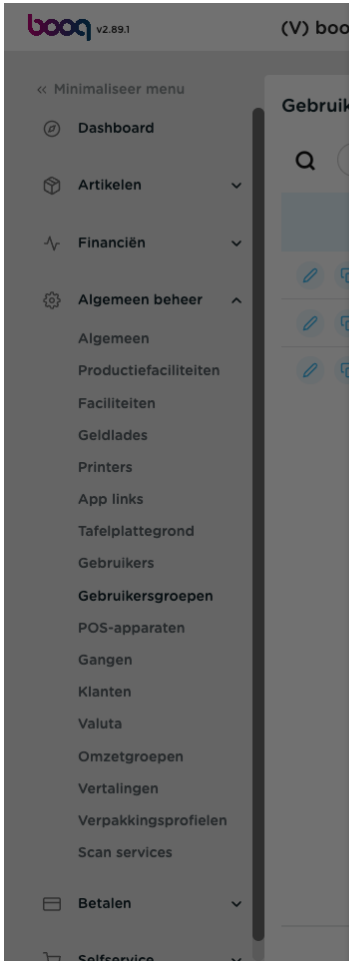 booq v2.89.1
(V) boo
« Minimaliseer menu
Gebruik
Dashboard
Artikelen
Financiën
Algemeen beheer
Algemeen
Productiefaciliteiten
Faciliteiten
Geldlades
Printers
App links
Tafelplattegrond
Gebruikers
Gebruikersgroepen
POS-apparaten
Gangen
Klanten
Valuta
Omzetgroepen
Vertalingen
Verpakkingsprofielen
Scan services
Betalen
Selfservice